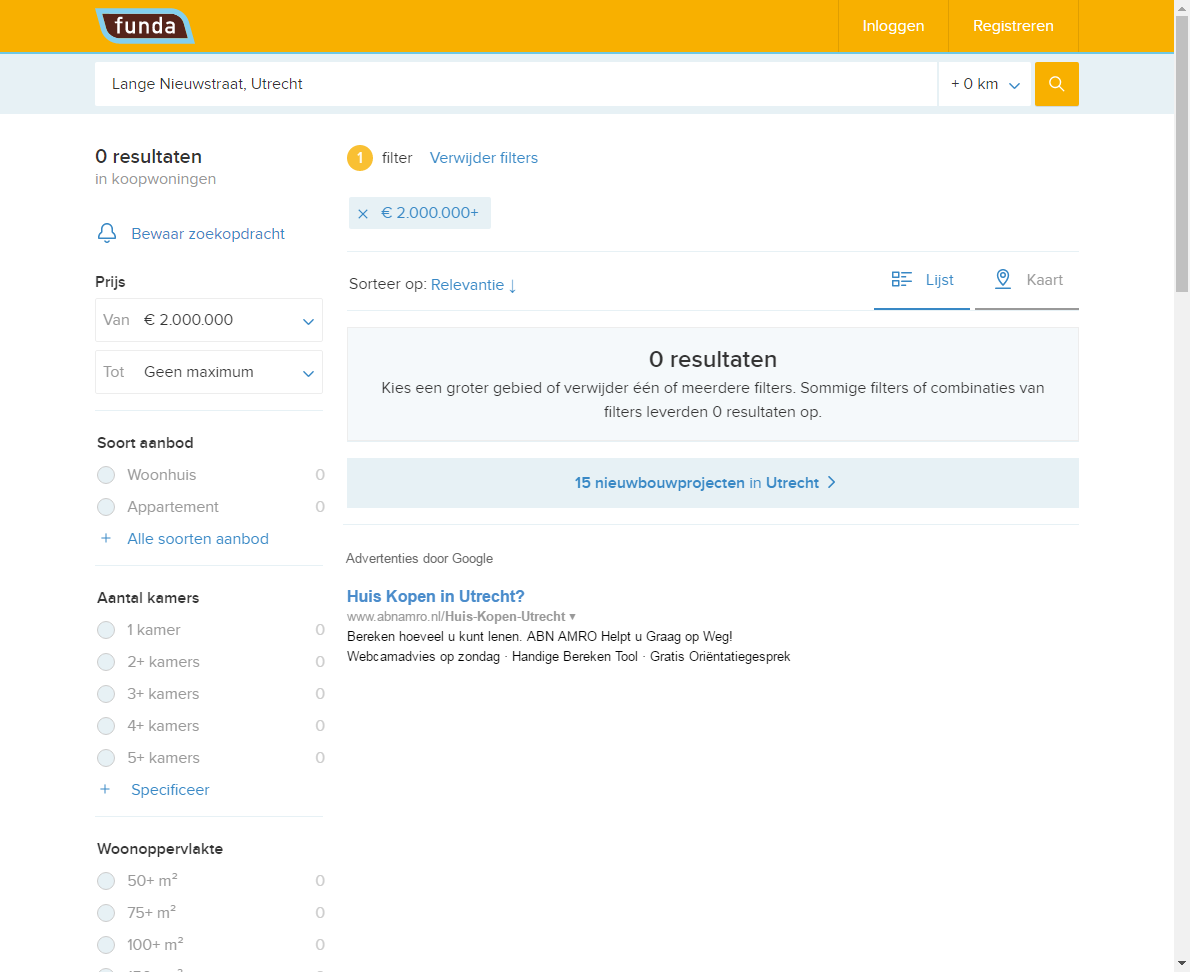 funda
Inloggen
Registreren
Lange Nieuwstraat, Utrecht
+ 0 km
0 resultaten
in koopwoningen
Bewaar zoekopdracht
Prijs
Van € 2.000.000
Tot Geen maximum
Soort aanbod
Woonhuis 0
Appartement 0
+ Alle soorten aanbod
Aantal kamers
1 kamer 0
2+ kamers 0
3+ kamers 0
4+ kamers 0
5+ kamers 0
+ Specificeer
Woonoppervlakte
50+ m² 0
75+ m² 0
100+ m² 0
1 filter Verwijder filters
× € 2.000.000+
Sorteer op: Relevantie ↓
Lijst
Kaart
0 resultaten
Kies een groter gebied of verwijder één of meerdere filters. Sommige filters of combinaties van
filters leverden 0 resultaten op.
15 nieuwbouwprojecten in Utrecht >
Advertenties door Google
Huis Kopen in Utrecht?
www.abnamro.nl/Huis-Kopen-Utrecht ▾
Bereken hoeveel u kunt lenen. ABN AMRO Helpt u Graag op Weg!
Webcamadvies op zondag · Handige Bereken Tool · Gratis Oriëntatiegesprek